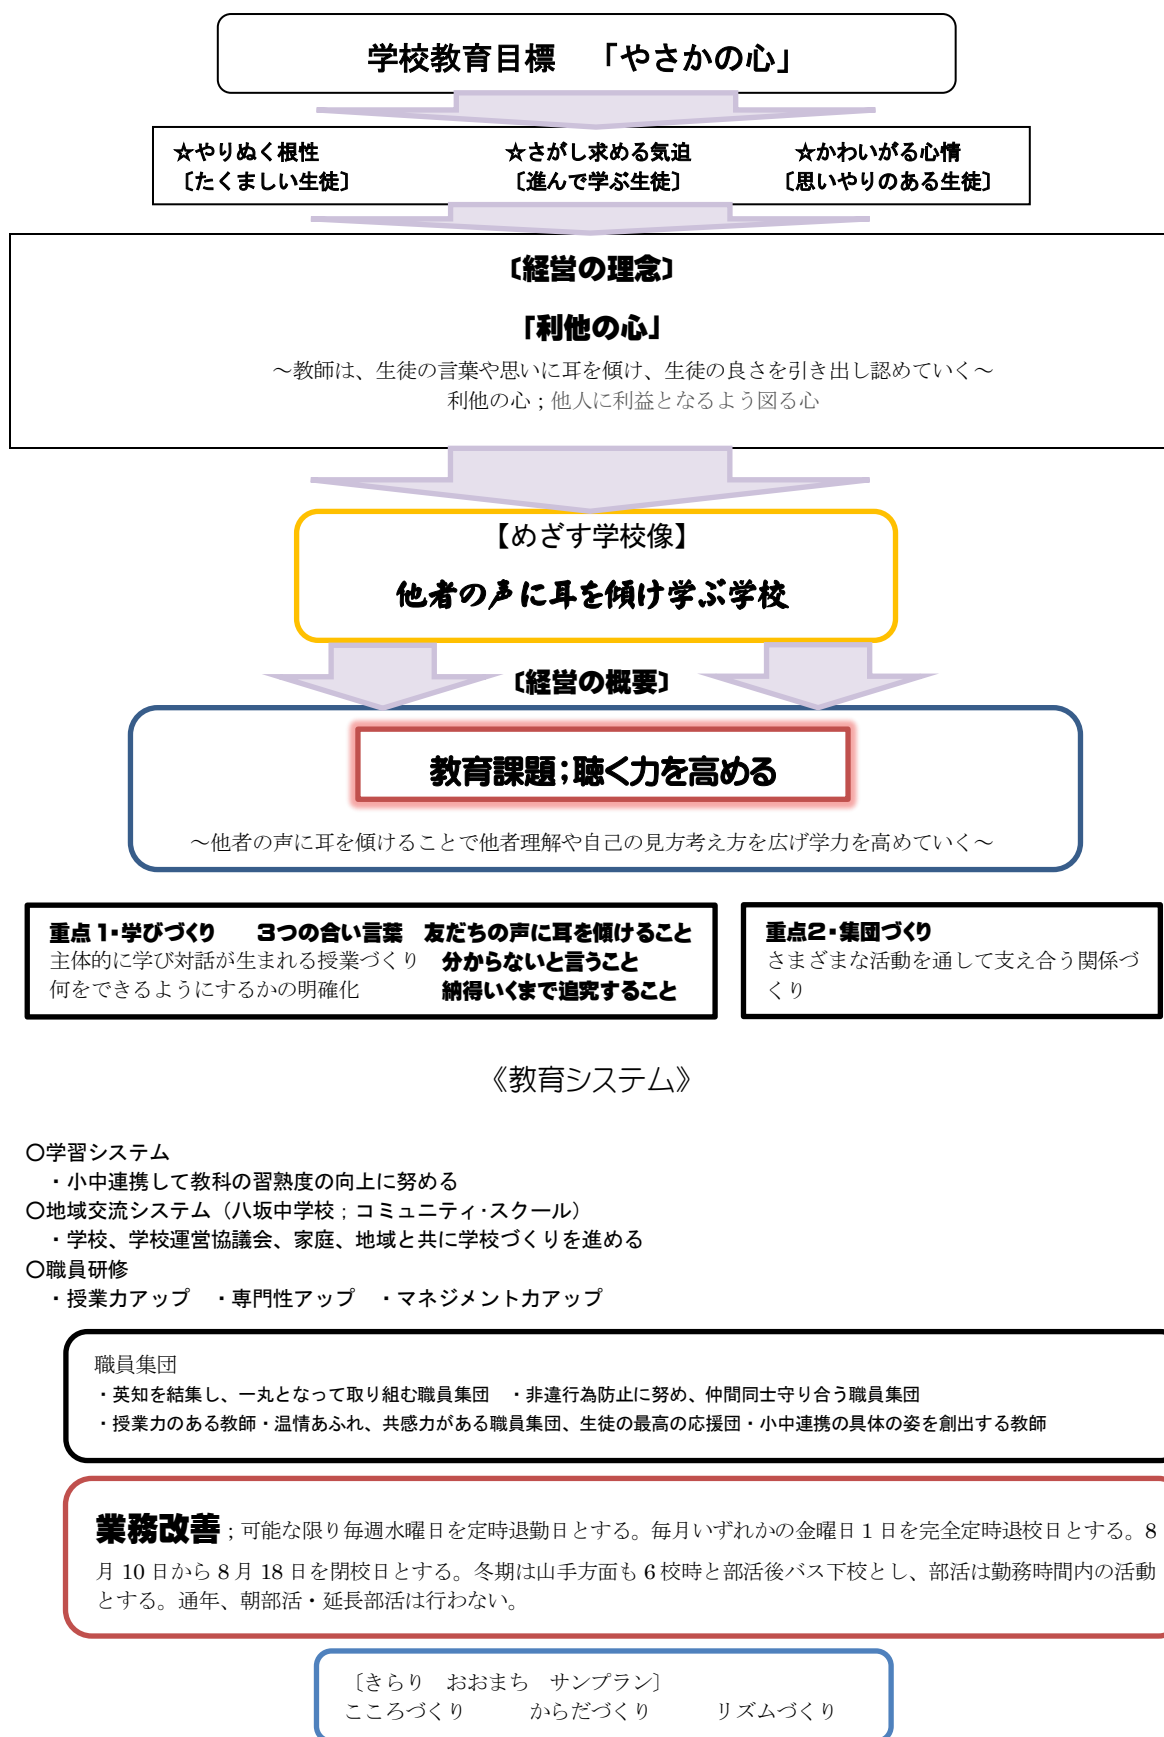 学校教育目標　「やさかの心」
☆やりぬく根性　☆さがし求める気迫　☆かわいがる心情
〔たくましい生徒〕　〔進んで学ぶ生徒〕　〔思いやりのある生徒〕
〔経営の理念〕
「利他の心」
～教師は、生徒の言葉や思いに耳を傾け、生徒の良さを引き出し認めていく～
利他の心；他人に利益となるよう図る心
【めざす学校像】
他者の声に耳を傾け学ぶ学校
〔経営の概要〕
教育課題；聴く力を高める
～他者の声に耳を傾けることで他者理解や自己の見方考え方を広げ学力を高めていく～
重点１・学びづくり　３つの合い言葉　友だちの声に耳を傾けること
主体的に学び対話が生まれる授業づくり　分からないと言うこと
何をできるようにするかの明確化　納得いくまで追究すること
重点２・集団づくり
さまざまな活動を通して支え合う関係づ
くり
《教育システム》
〇学習システム
・小中連携して教科の習熟度の向上に努める
〇地域交流システム（八坂中学校；コミュニティ・スクール）
・学校、学校運営協議会、家庭、地域と共に学校づくりを進める
〇職員研修
・授業力アップ　・専門性アップ　・マネジメント力アップ
職員集団
・英知を結集し、一丸となって取り組む職員集団　・非違行為防止に努め、仲間同士守り合う職員集団
・授業力のある教師・温情あふれ、共感力がある職員集団、生徒の最高の応援団・小中連携の具体の姿を創出する教師
業務改善；可能な限り毎週水曜日を定時退勤日とする。毎月いずれかの金曜日 1 日を完全定時退校日とする。8
月 10 日から 8 月 18 日を閉校日とする。冬期は山手方面も 6 校時と部活後バス下校とし、部活は勤務時間内の活動
とする。通年、朝部活・延長部活は行わない。
〔きらり　おおまち　サンプラン〕
こころづくり　からだづくり　リズムづくり